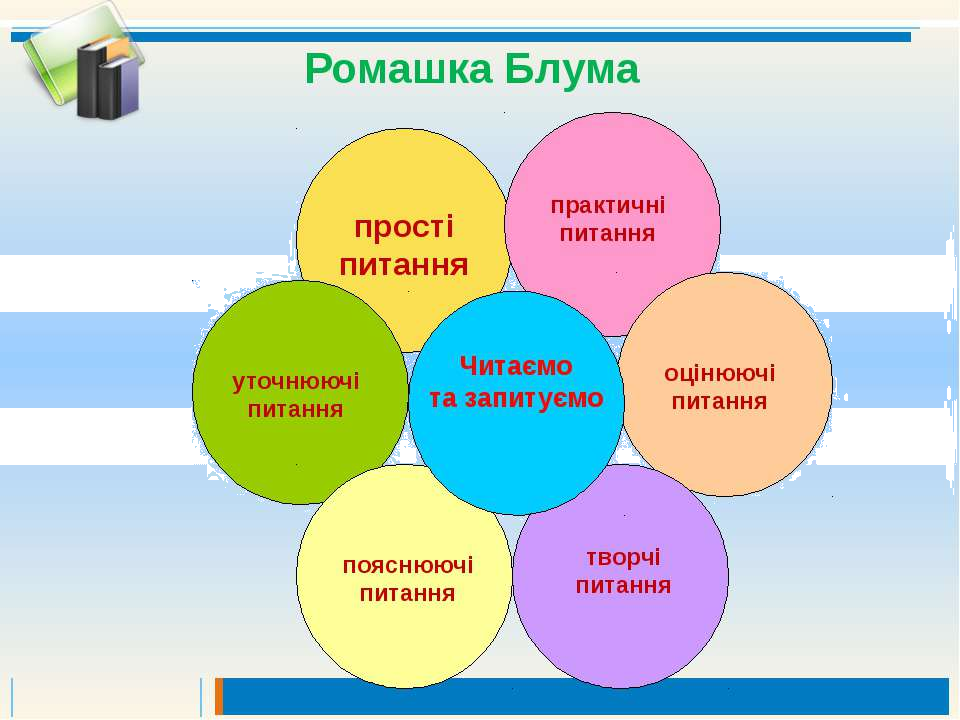 Ромашка Блума
прості
питання
практичні
питання
уточнюючі
питання
Читаємо
та запитуємо
оцінюючі
питання
пояснюючі
питання
творчі
питання